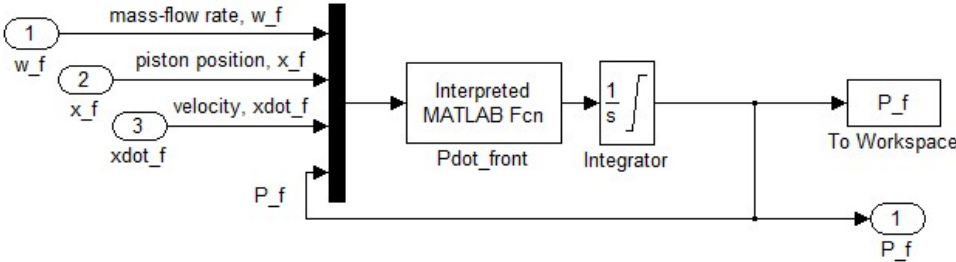 mass-flow rate, w_f
1
w_f
piston position, x_f
2
x_f
velocity, xdot_f
3
xdot_f
P_f
Interpreted
MATLAB Fcn
Pdot_front
1
s
Integrator
P_f
To Workspace
1
P_f